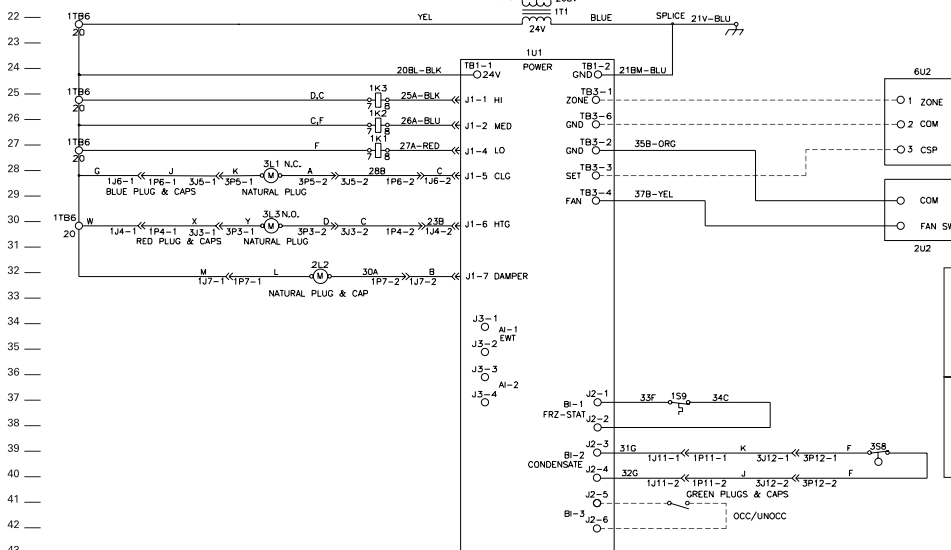 22 1TB6 YEL 1T1 24V BLUE SPLICE 21V-BLU
20
23
1U1
24 20BL-BLK TB1-1 24V POWER TB1-2 GND 21BM-BLU 6U2
25 1TB6 D,C 1K3 25A-BLK J1-1 HI TB3-1 ZONE 1 ZONE
20 7 8
26 C,F 1K2 26A-BLU J1-2 MED TB3-6 GND 2 COM
7 8
27 1TB6 F 1K1 27A-RED J1-4 LO TB3-2 GND 35B-ORG 3 CSP
20 7 8
28 G J K 3L1 N.C. M A 28B C J1-5 CLG TB3-3 SET
1J6-1 1P6-1 3J5-1 3P5-1 3P5-2 3J5-2 1P6-2 1J6-2
BLUE PLUG & CAPS NATURAL PLUG
29 TB3-4 FAN 37B-YEL COM
30 1TB6 W X Y 3L3 N.O. M D C 23B J1-6 HTG FAN SW
20 1J4-1 1P4-1 3J3-1 3P3-1 3P3-2 3J3-2 1P4-2 1J4-2
31 RED PLUG & CAPS NATURAL PLUG 2U2
32 M L 2L2 M 30A B J1-7 DAMPER
1J7-1 1P7-1 1P7-2 1J7-2
NATURAL PLUG & CAP
33
34 J3-1 AI-1
EWT
35 J3-2
36 J3-3
AI-2
37 J3-4 J2-1 33F 1S9 34C
BI-1
38 FRZ-STAT J2-2
39 J2-3 31G K F 3S8
BI-2 1J11-1 1P11-1 3J12-1 3P12-1
CONDENSATE
40 J2-4 32G J F
1J11-2 1P11-2 3J12-2 3P12-2
GREEN PLUGS & CAPS
41 J2-5
BI-3 OCC/UNOCC
42 J2-6